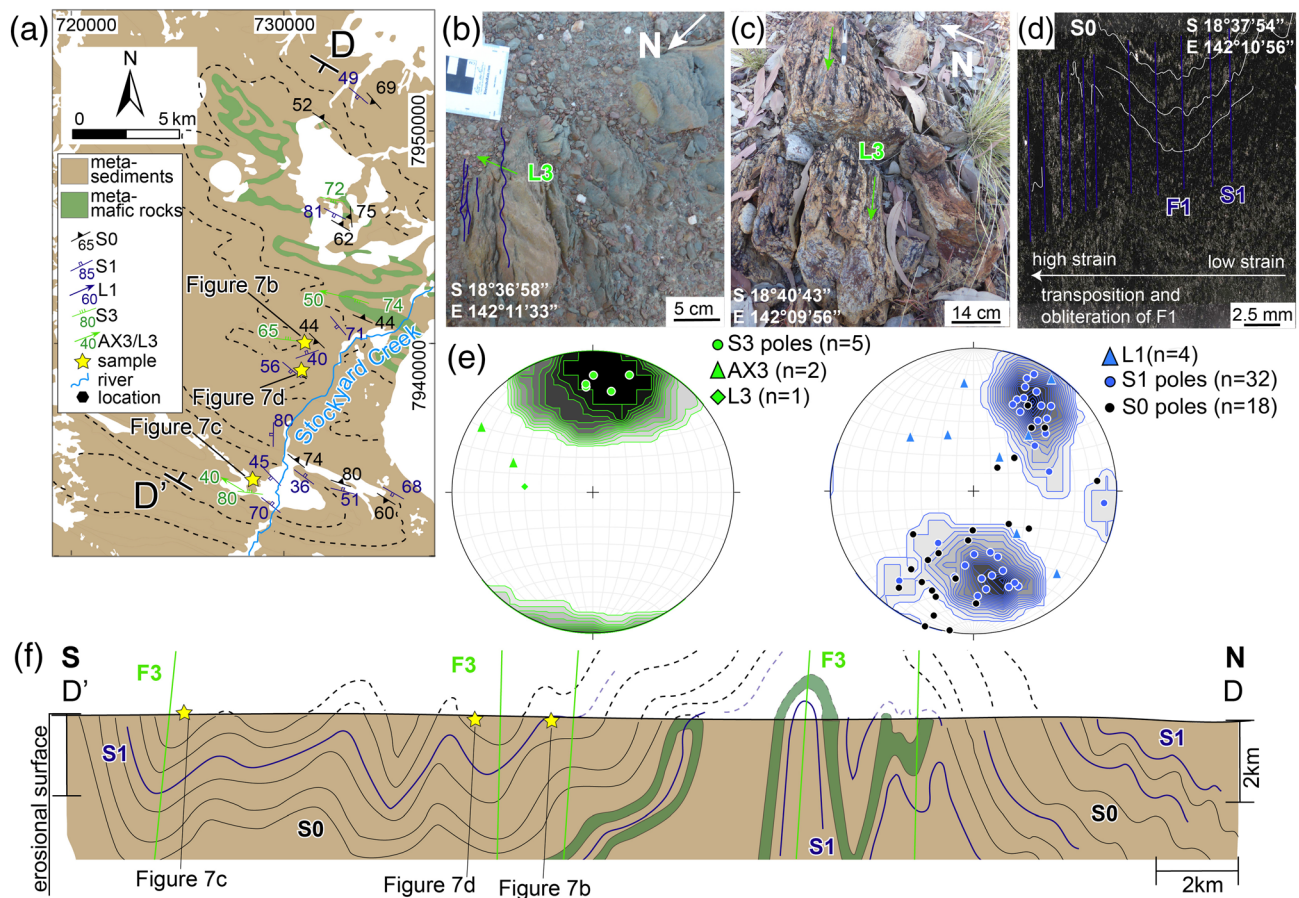 (a)
720000
730000
D
49
69
N
52
0 5 km
7950000
meta-
sediments
meta-
mafic rocks
72
81
75
62
65 S0
85 S1
60 L1
80 S3
40 AX3/L3
sample
river
location
Figure 7b
50
74
44
44
71
65
40
56
Figure 7d
7940000
Stockyard Creek
Figure 7c
80
45
74
80
40
D'
80
36
51
68
70
60
(b)
N
L3
S 18°36'58”
E 142°11'33”
5 cm
(c)
N
L3
S 18°40'43”
E 142°09'56”
14 cm
(d)
S0
S 18°37'54”
E 142°10'56”
F1
S1
high strain
low strain
transposition and
obliteration of F1
2.5 mm
(e)
S3 poles (n=5)
AX3 (n=2)
L3 (n=1)
L1(n=4)
S1 poles (n=32)
S0 poles (n=18)
(f)
S
N
D'
D
F3
F3
F3
S1
S1
S0
S0
S1
2km
erosional surface
Figure 7c
Figure 7d
Figure 7b
2km